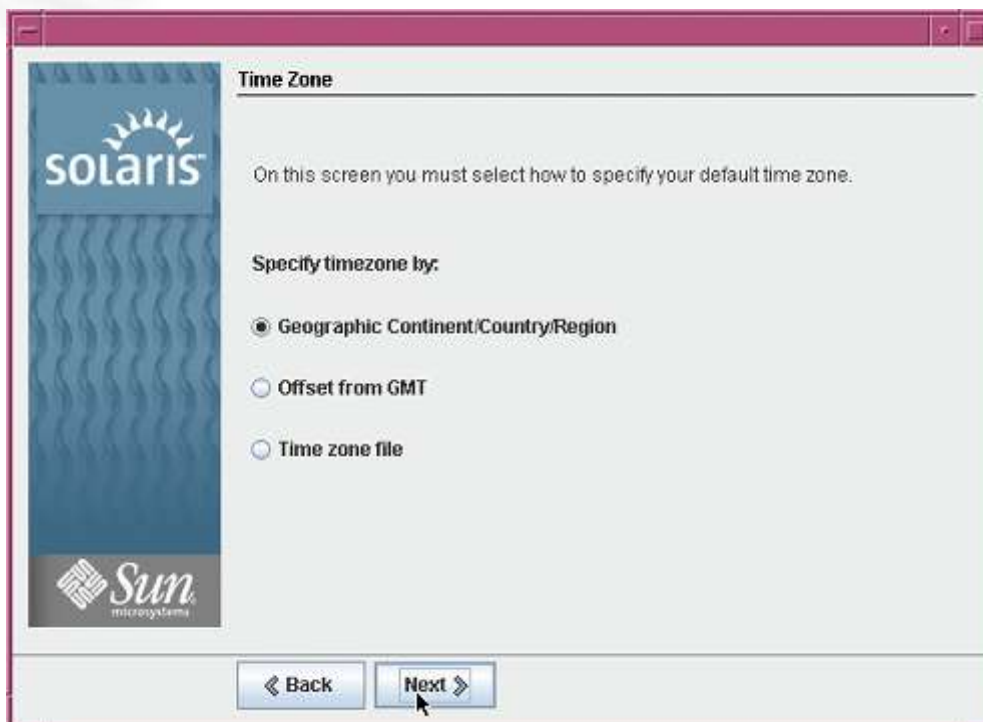 Time Zone
solaris™
On this screen you must select how to specify your default time zone.
Specify timezone by:
Geographic Continent/Country/Region
Offset from GMT
Time zone file
Sun
microsystems
Back
Next